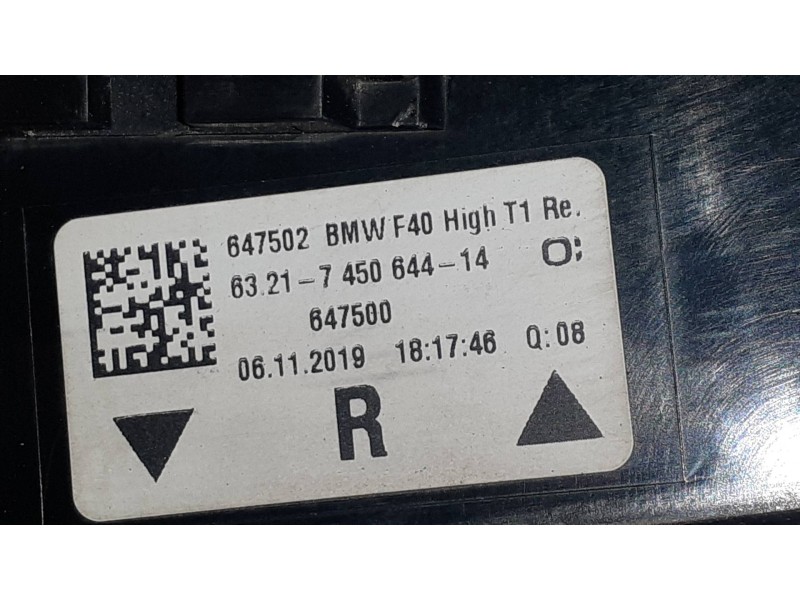 647502 BMW F40 High T1 Re.
63.21-7 450 644-14 O;
647500
06.11.2019 18:17:46 Q:08
R